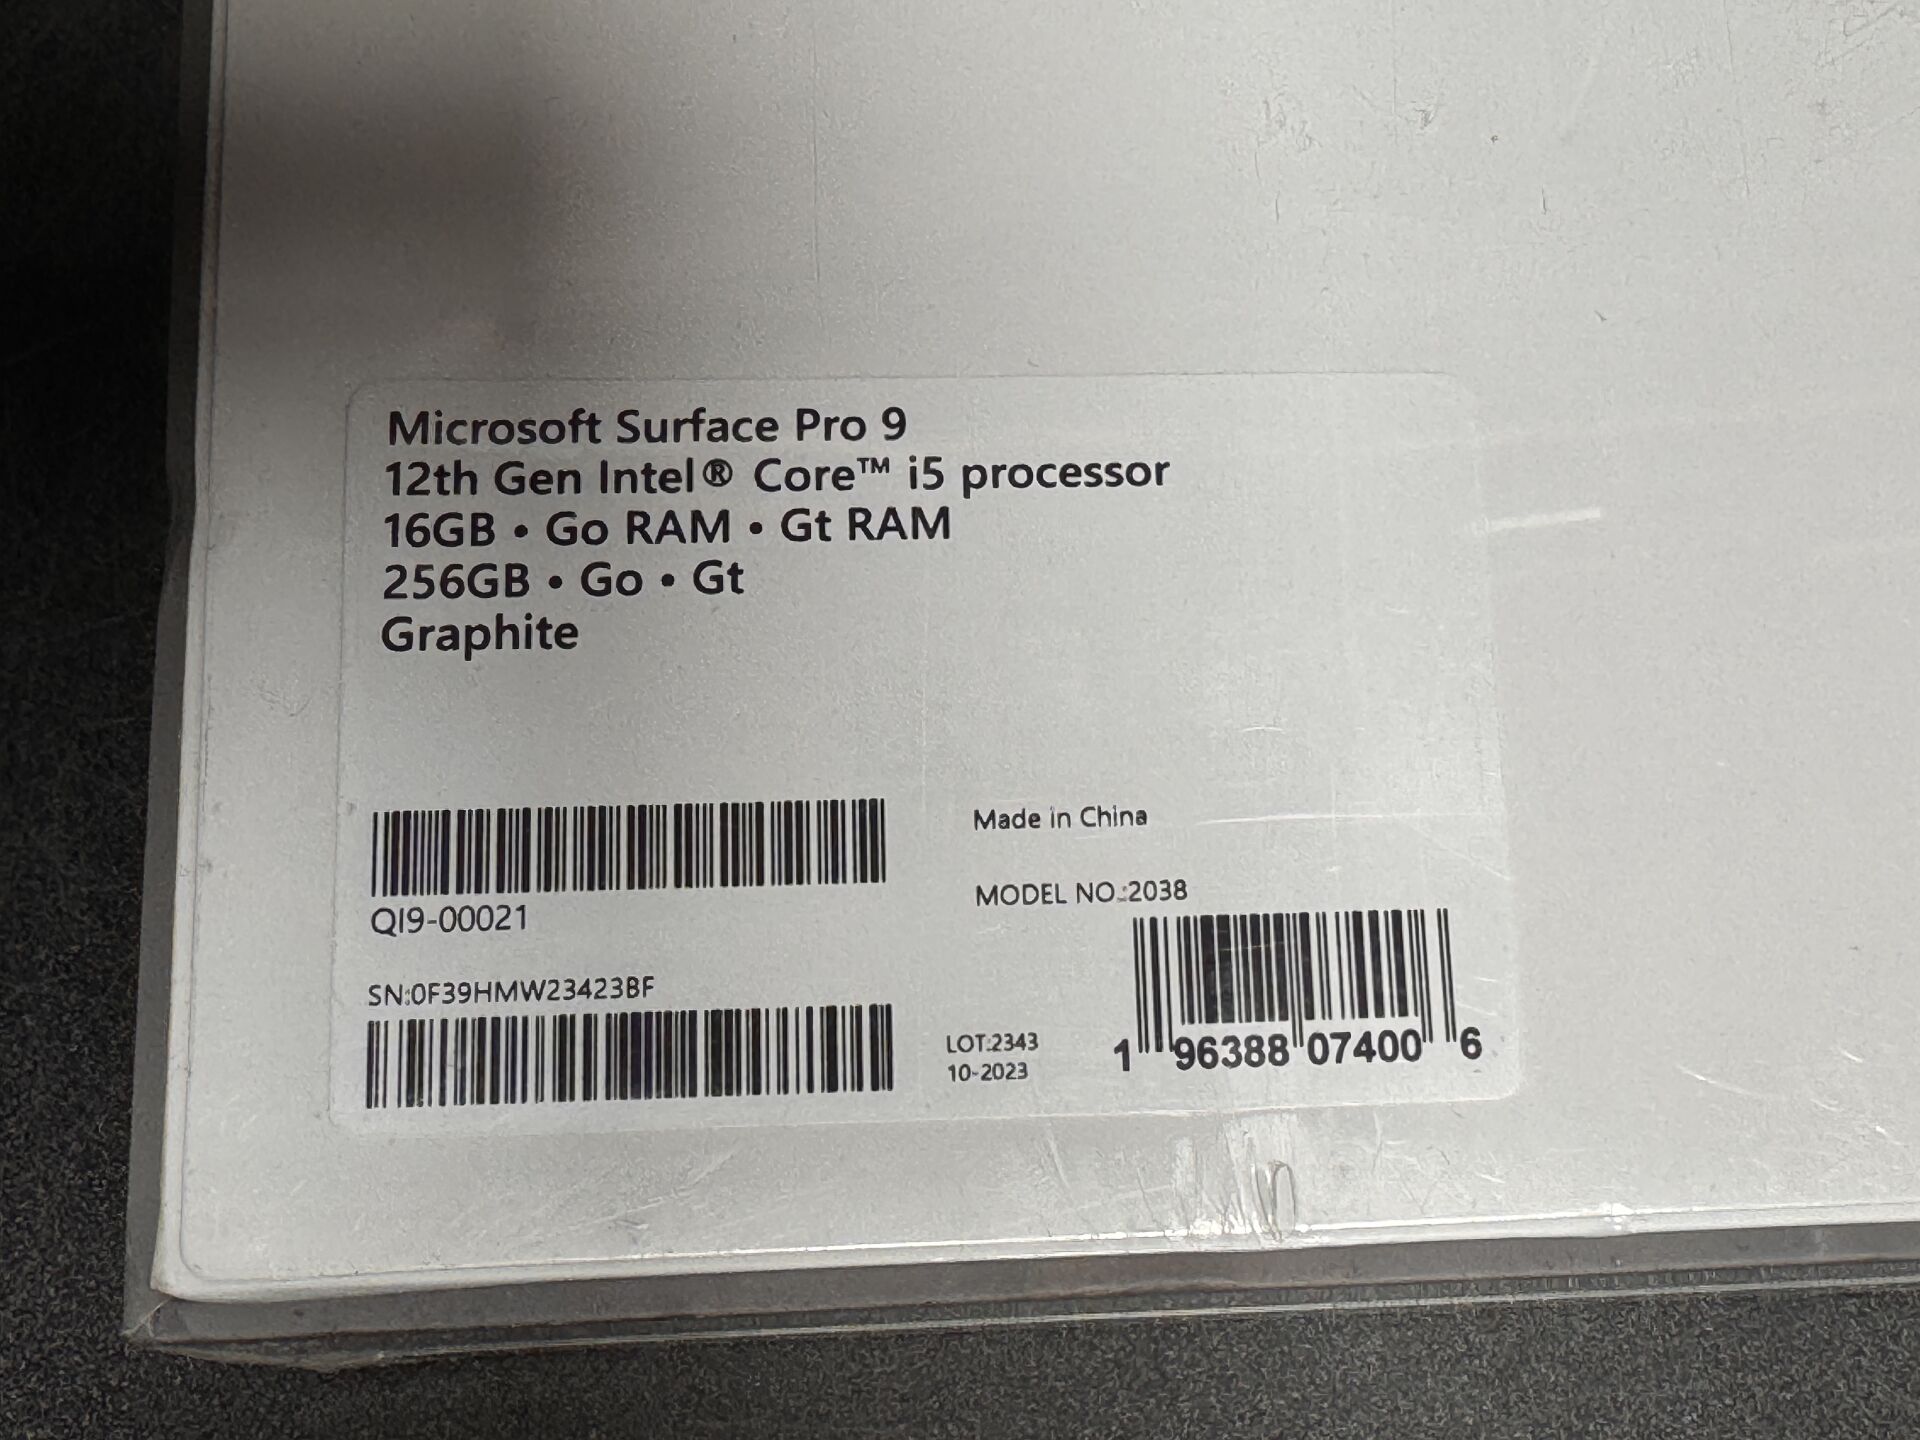 Microsoft Surface Pro 9
12th Gen Intel® Core™ i5 processor
16GB • Go RAM • Gt RAM
256GB • Go • Gt
Graphite
QI9-00021
SN:0F39HMW23423BF
Made in China
MODEL NO.:2038
LOT:2343
10-2023
1 96388 07400 6